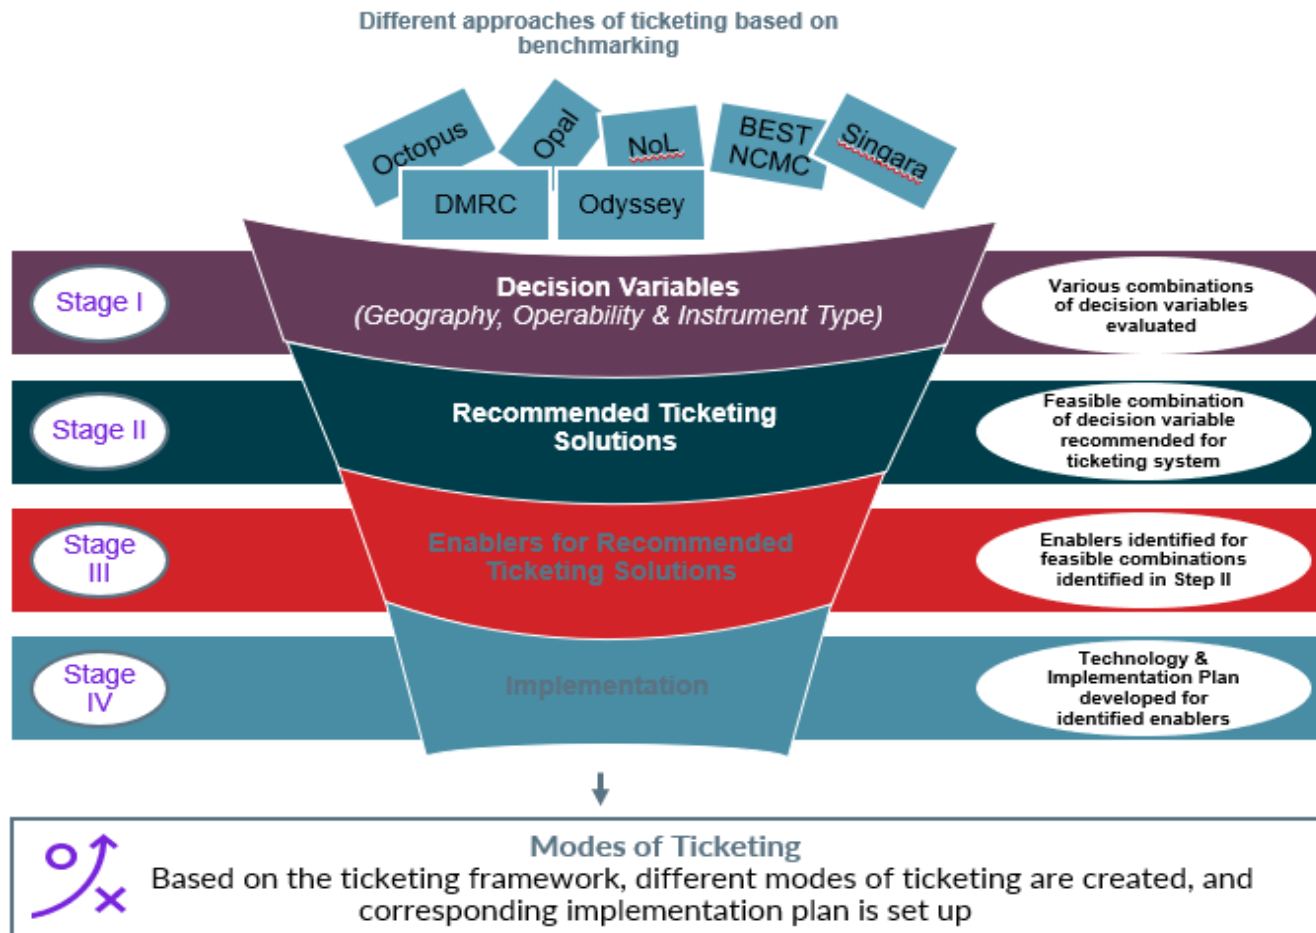 Different approaches of ticketing based on
benchmarking
Octopus
Opal
NoL
BEST
NCMC
Singara
DMRC
Odyssey
Stage I
Decision Variables
(Geography, Operability & Instrument Type)
Various combinations
of decision variables
evaluated
Stage II
Recommended Ticketing
Solutions
Feasible combination
of decision variable
recommended for
ticketing system
Stage
III
Enablers for Recommended
Ticketing Solutions
Enablers identified for
feasible combinations
identified in Step II
Stage
IV
Implementation
Technology &
Implementation Plan
developed for
identified enablers
Modes of Ticketing
Based on the ticketing framework, different modes of ticketing are created, and
corresponding implementation plan is set up